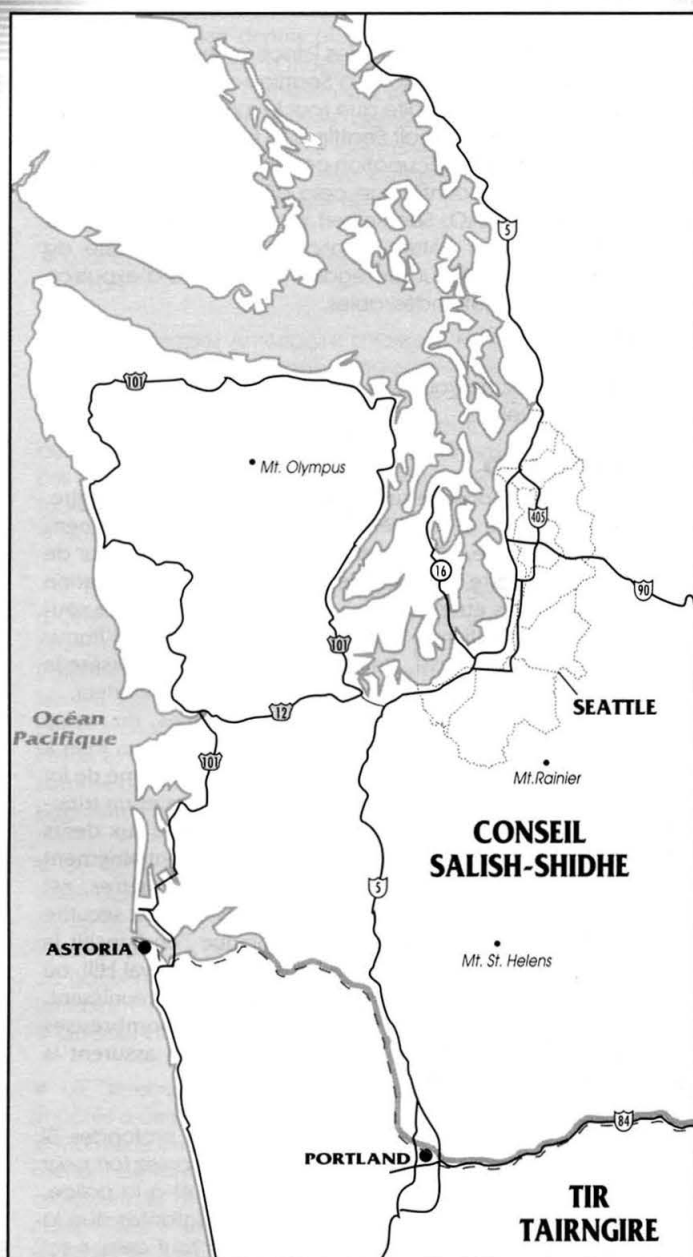 5
101
Mt. Olympus
405
16
90
101
SEATTLE
Océan
Pacifique
12
101
Mt.Rainier
CONSEIL
SALISH-SHIDHE
5
ASTORIA
Mt. St. Helens
84
PORTLAND
TIR
TAIRNGIRE